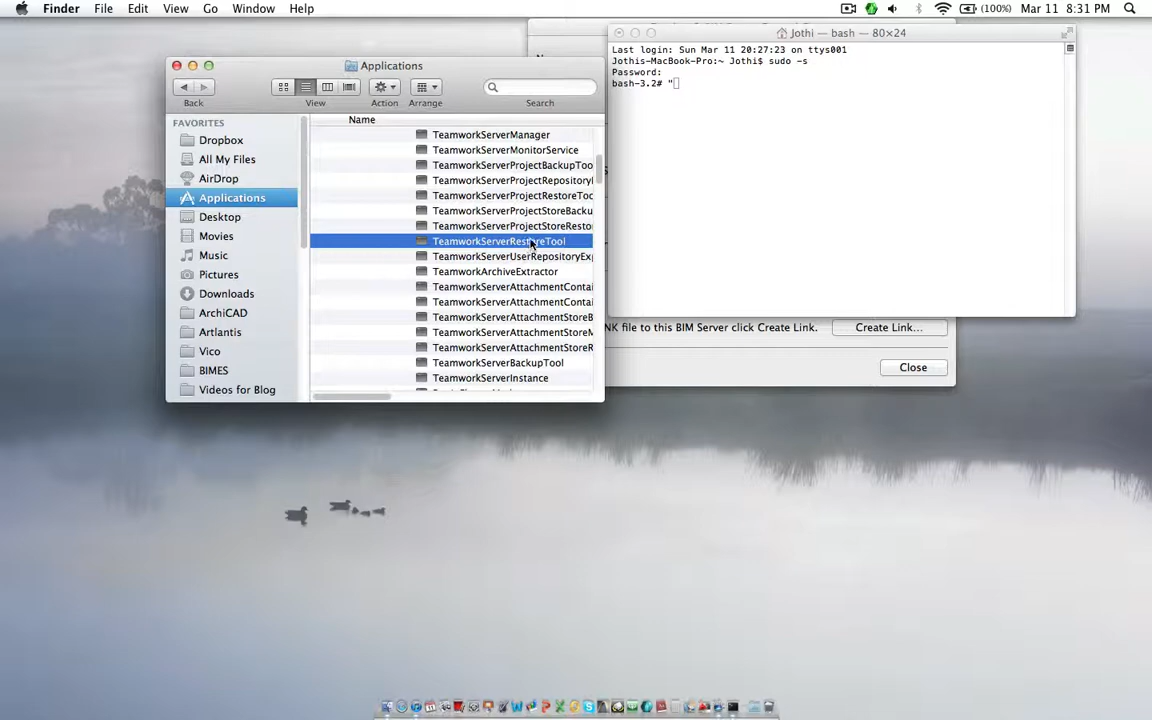 Finder File Edit View Go Window Help
(100%) Mar 11 8:31 PM
Applications
Back View Action Arrange Search
FAVORITES
Dropbox
All My Files
AirDrop
Applications
Desktop
Movies
Music
Pictures
Downloads
ArchiCAD
Artlantis
Vico
BIMES
Videos for Blog
Name
TeamworkServerManager
TeamworkServerMonitorService
TeamworkServerProjectBackupToo
TeamworkServerProjectRepositoryI
TeamworkServerProjectRestoreToo
TeamworkServerProjectStoreBacku
TeamworkServerProjectStoreRestor
TeamworkServerRestoreTool
TeamworkServerUserRepositoryExp
TeamworkArchiveExtractor
TeamworkServerAttachmentContai
TeamworkServerAttachmentContai
TeamworkServerAttachmentStoreB
TeamworkServerAttachmentStoreM
TeamworkServerAttachmentStoreR
TeamworkServerBackupTool
TeamworkServerInstance
Jothi — bash — 80×24
Last login: Sun Mar 11 20:27:23 on ttys001
Jothis-MacBook-Pro:~ Jothi$ sudo -s
Password:
bash-3.2# "
NK file to this BIM Server click Create Link.
Create Link...
Close